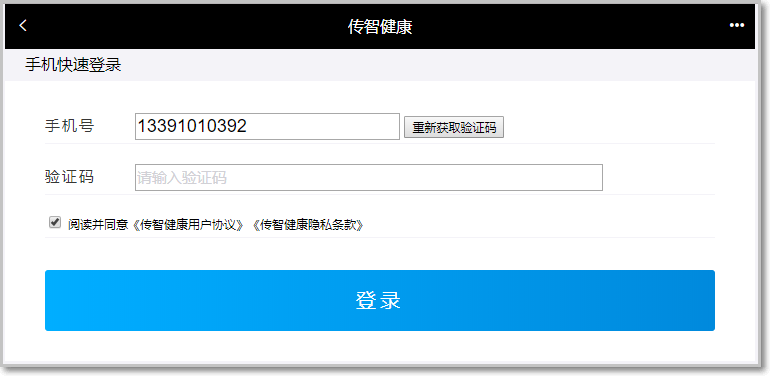 传智健康
手机快速登录
手机号 13391010392 重新获取验证码
验证码 请输入验证码
阅读并同意《传智健康用户协议》《传智健康隐私条款》
登录